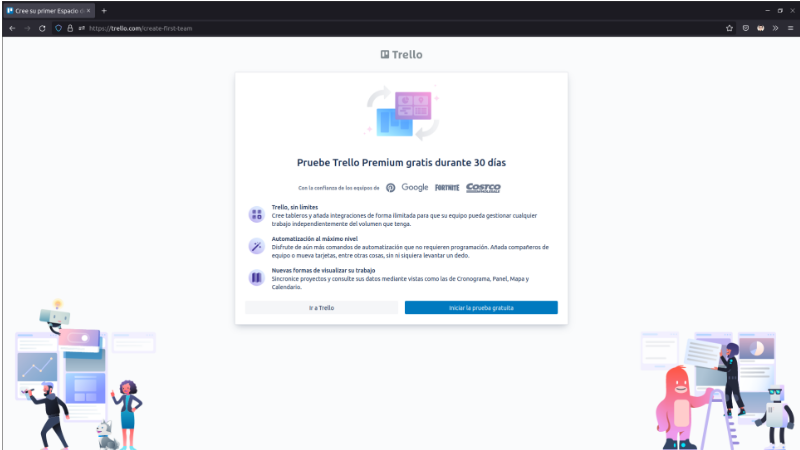 Cree su primer Espacio d
https://trello.com/create-first-team
Trello
Pruebe Trello Premium gratis durante 30 días
Con la confianza de los equipos de Google FORTNITE COSTCO
Trello, sin límites
Cree tableros y añada integraciones de forma ilimitada para que su equipo pueda gestionar cualquier
trabajo independientemente del volumen que tenga.
Automatización al máximo nivel
Disfrute de aún más comandos de automatización que no requieren programación. Añada compañeros de
equipo o mueva tarjetas, entre otras cosas, sin ni siquiera levantar un dedo.
Nuevas formas de visualizar su trabajo
Sincronice proyectos y consulte sus datos mediante vistas como las de Cronograma, Panel, Mapa y
Calendario.
Ir a Trello Iniciar la prueba gratuita